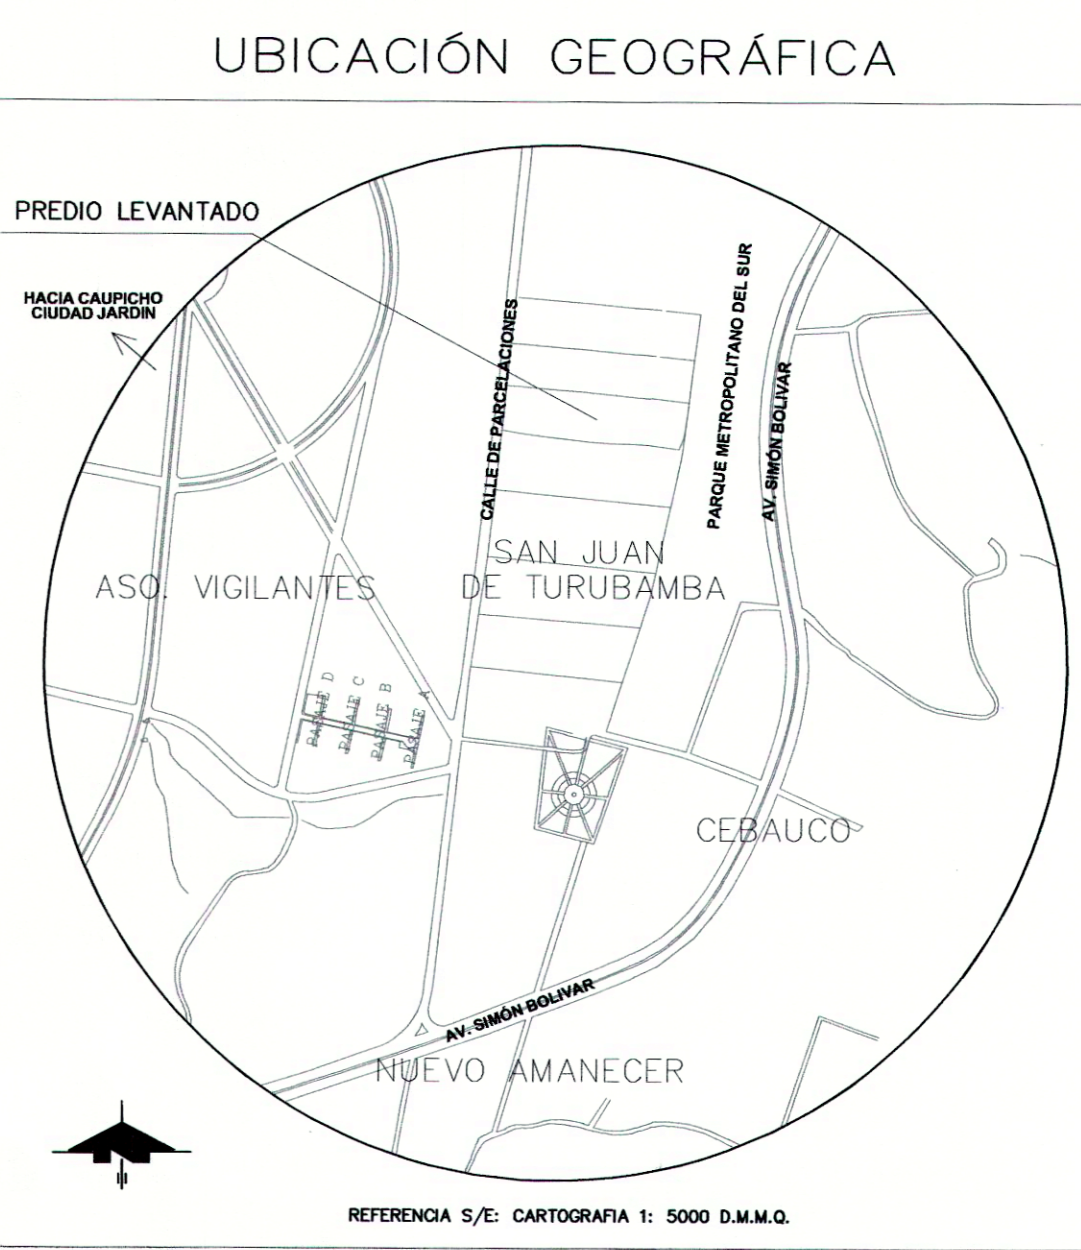 UBICACIÓN GEOGRÁFICA
PREDIO LEVANTADO
HACIA CAUPICHO
CIUDAD JARDIN
CALLE DE PARCELACIONES
PARQUE METROPOLITANO DEL SUR
AV. SIMÓN BOLIVAR
SAN JUAN
DE TURUBAMBA
ASO. VIGILANTES
PASAJE D
PASAJE C
PASAJE B
PASAJE A
CEBAUCO
AV. SIMÓN BOLIVAR
NUEVO AMANECER
N
REFERENCIA S/E: CARTOGRAFIA 1: 5000 D.M.M.Q.